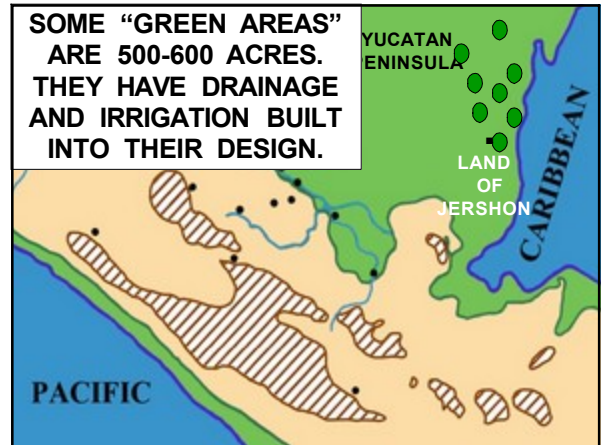 SOME “GREEN AREAS”
ARE 500-600 ACRES.
THEY HAVE DRAINAGE
AND IRRIGATION BUILT
INTO THEIR DESIGN.
YUCATAN
PENINSULA
LAND
OF
JERSHON
CARIBBEAN
PACIFIC